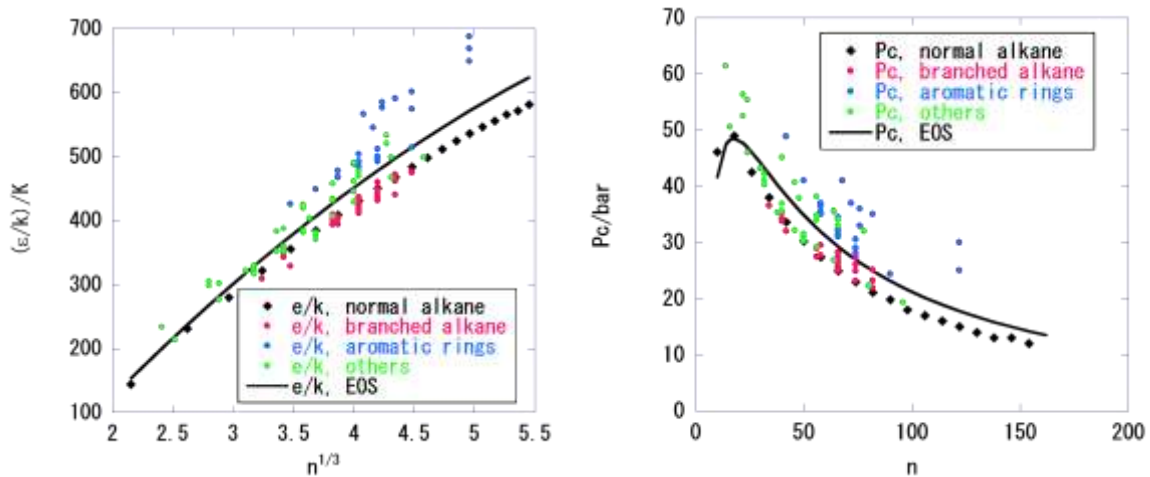 700
600
500
400
300
200
100
(ε/k)/K
2
2.5
3
3.5
4
4.5
5
5.5
n1/3
e/k, normal alkane
e/k, branched alkane
e/k, aromatic rings
e/k, others
e/k, EOS
70
60
50
40
30
20
10
0
Pc/bar
0
50
100
150
200
n
Pc, normal alkane
Pc, branched alkane
Pc, aromatic rings
Pc, others
Pc, EOS